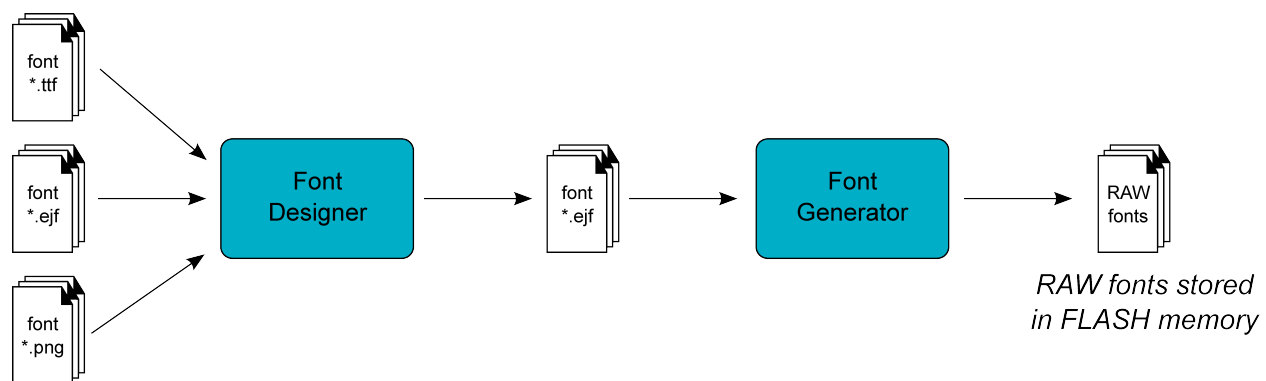 font
*.ttf
font
*.ejf
font
*.png
Font
Designer
font
*.ejf
Font
Generator
RAW
fonts
RAW fonts stored
in FLASH memory